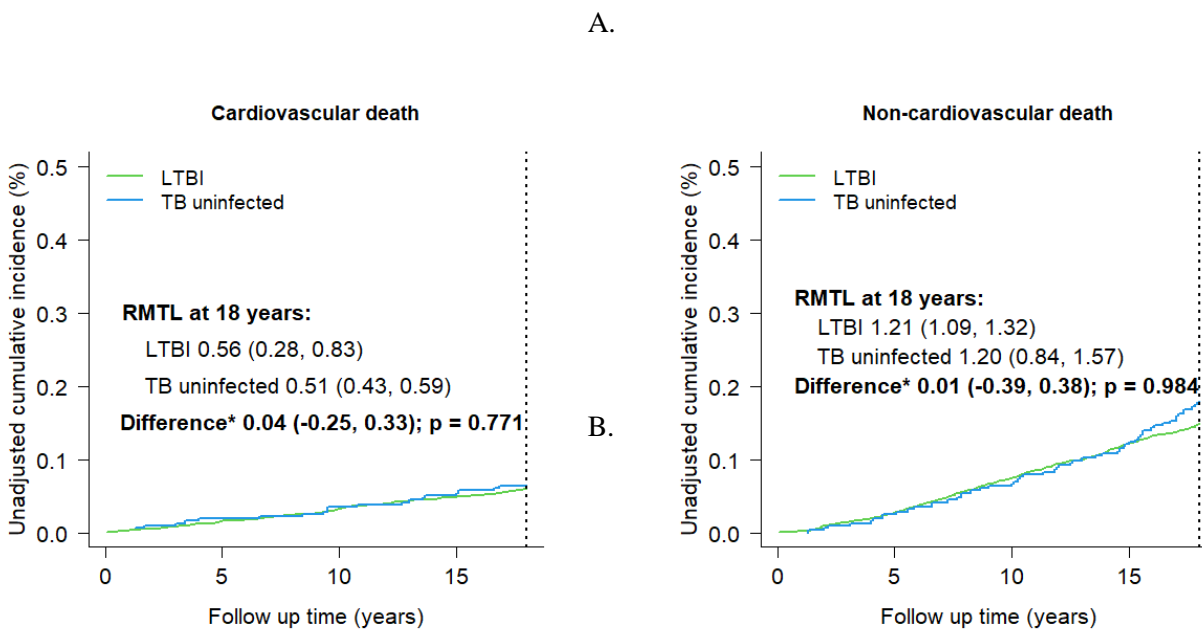 A.
Cardiovascular death
Unadjusted cumulative incidence (%)
0.5
0.4
0.3
0.2
0.1
0.0
LTBI
TB uninfected
RMTL at 18 years:
LTBI 0.56 (0.28, 0.83)
TB uninfected 0.51 (0.43, 0.59)
Difference* 0.04 (-0.25, 0.33); p = 0.771
0 5 10 15
Follow up time (years)
B.
Non-cardiovascular death
Unadjusted cumulative incidence (%)
0.5
0.4
0.3
0.2
0.1
0.0
LTBI
TB uninfected
RMTL at 18 years:
LTBI 1.21 (1.09, 1.32)
TB uninfected 1.20 (0.84, 1.57)
Difference* 0.01 (-0.39, 0.38); p = 0.984
0 5 10 15
Follow up time (years)